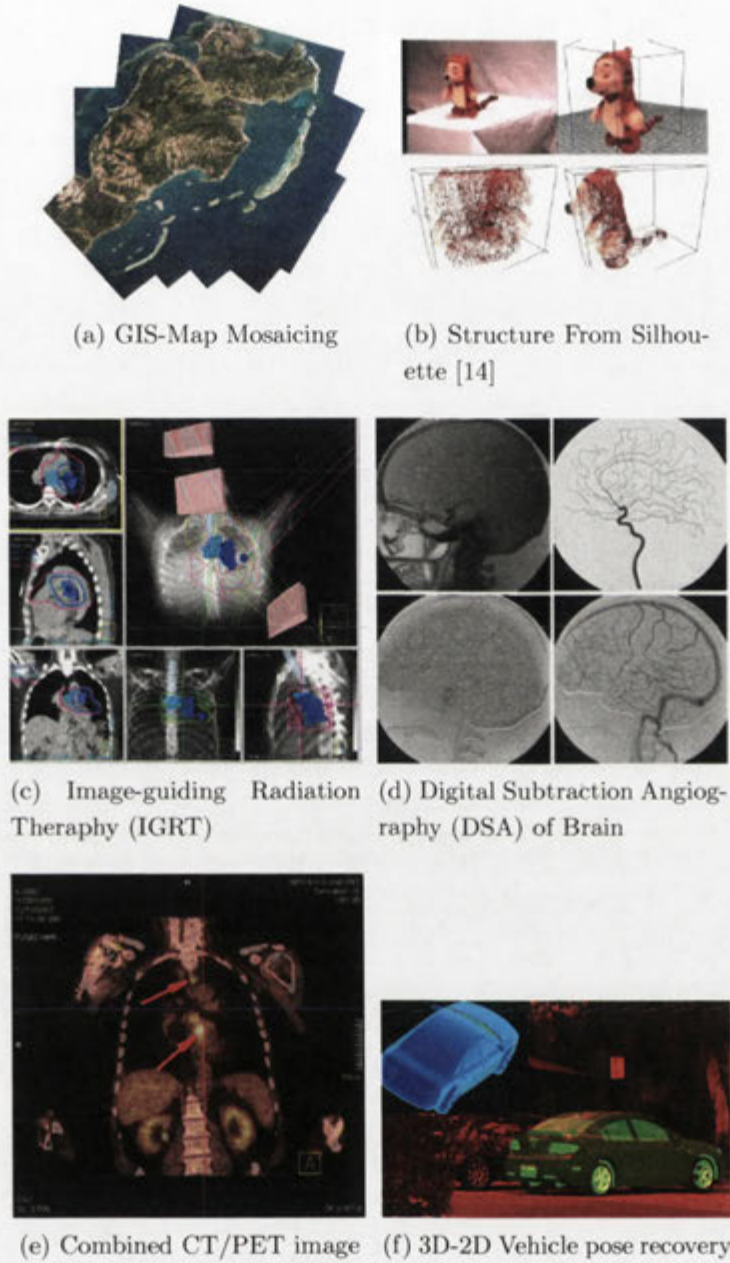 (a) GIS-Map Mosaicing
(b) Structure From Silhou-
ette [14]
(c) Image-guiding Radiation
Theraphy (IGRT)
(d) Digital Subtraction Angiog-
raphy (DSA) of Brain
A
(e) Combined CT/PET image
(f) 3D-2D Vehicle pose recovery